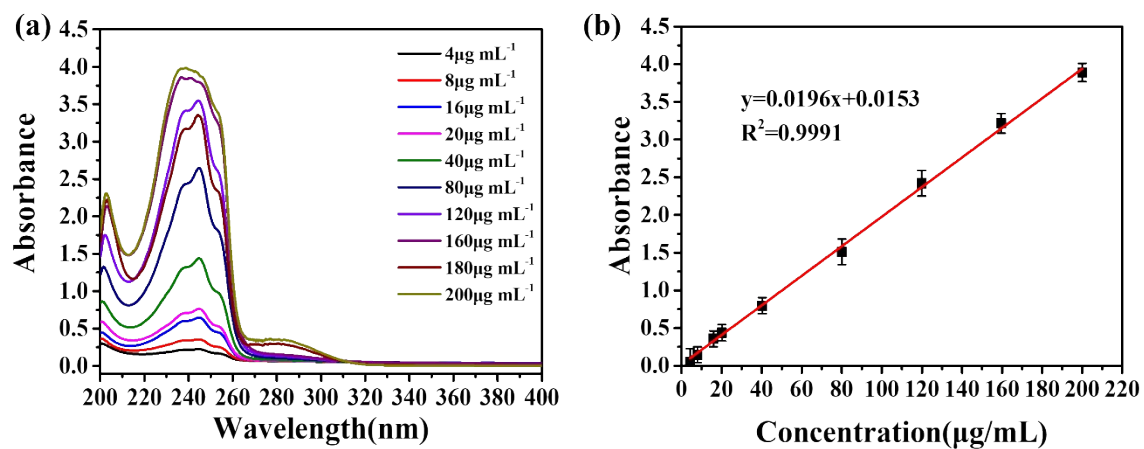 (a)
4.5
4.0
3.5
3.0
2.5
2.0
1.5
1.0
0.5
0.0
Absorbance
4μg mL-1
8μg mL-1
16μg mL-1
20μg mL-1
40μg mL-1
80μg mL-1
120μg mL-1
160μg mL-1
180μg mL-1
200μg mL-1
200 220 240 260 280 300 320 340 360 380 400
Wavelength(nm)
(b)
4.5
4.0
3.5
3.0
2.5
2.0
1.5
1.0
0.5
0.0
Absorbance
y=0.0196x+0.0153
R2=0.9991
0 20 40 60 80 100 120 140 160 180 200 220
Concentration(μg/mL)